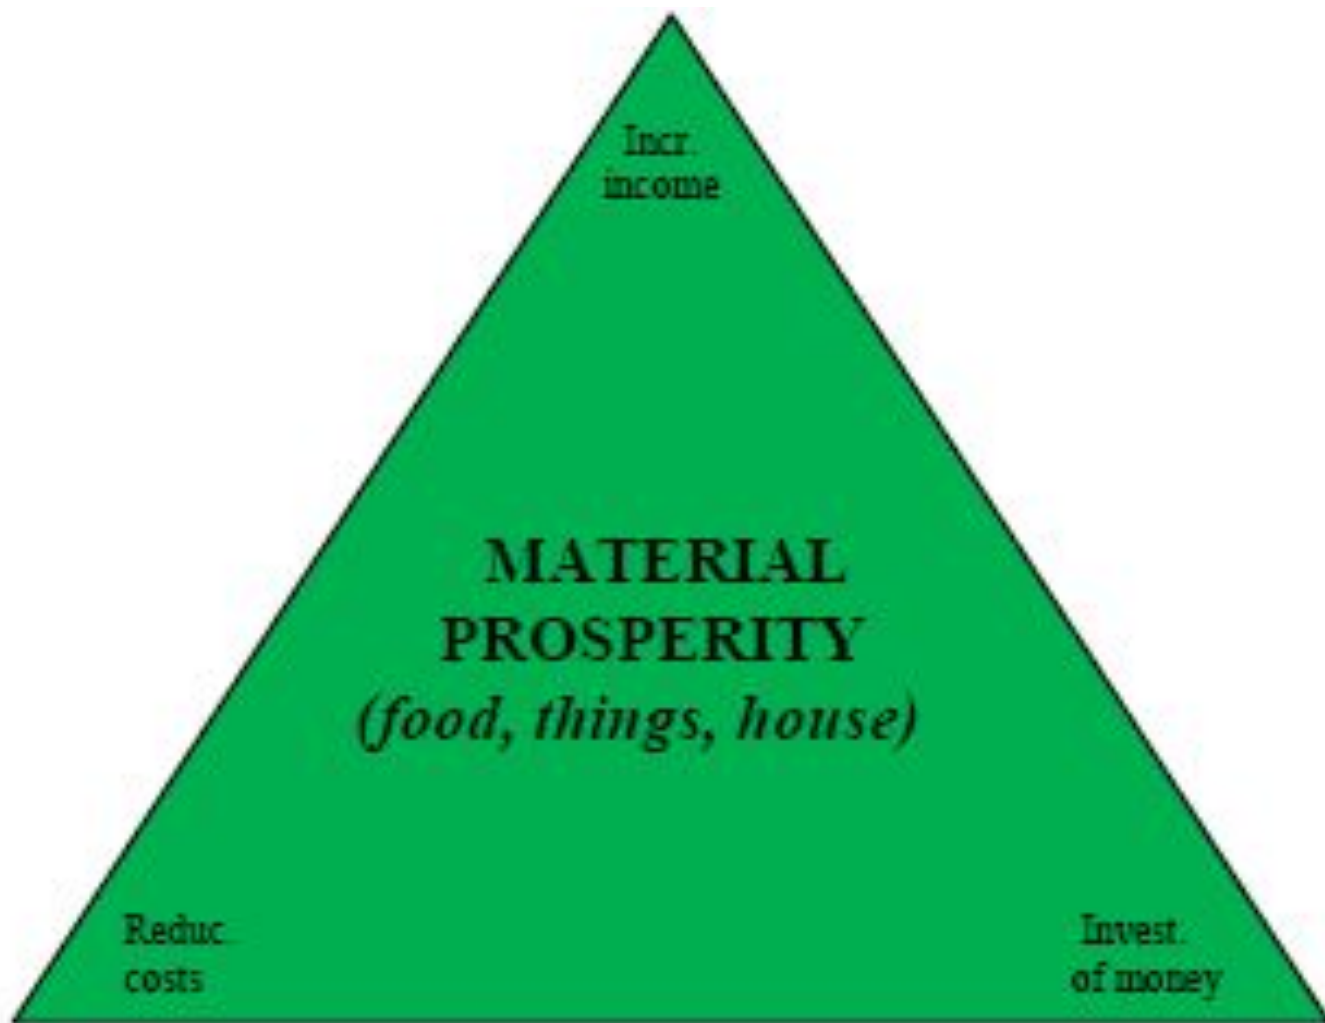 Incr.
income
MATERIAL
PROSPERITY
(food, things, house)
Reduc.
costs
Invest.
of money